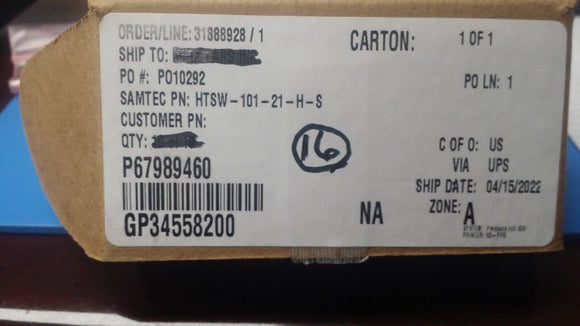 ORDER/LINE: 31888928 / 1
CARTON: 1 OF 1
SHIP TO:
PO #: PO10292
PO LN: 1
SAMTEC PN: HTSW-101-21-H-S
CUSTOMER PN:
QTY:
16
C OF O: US
P67989460
VIA UPS
SHIP DATE: 04/15/2022
GP34558200
NA
ZONE: A